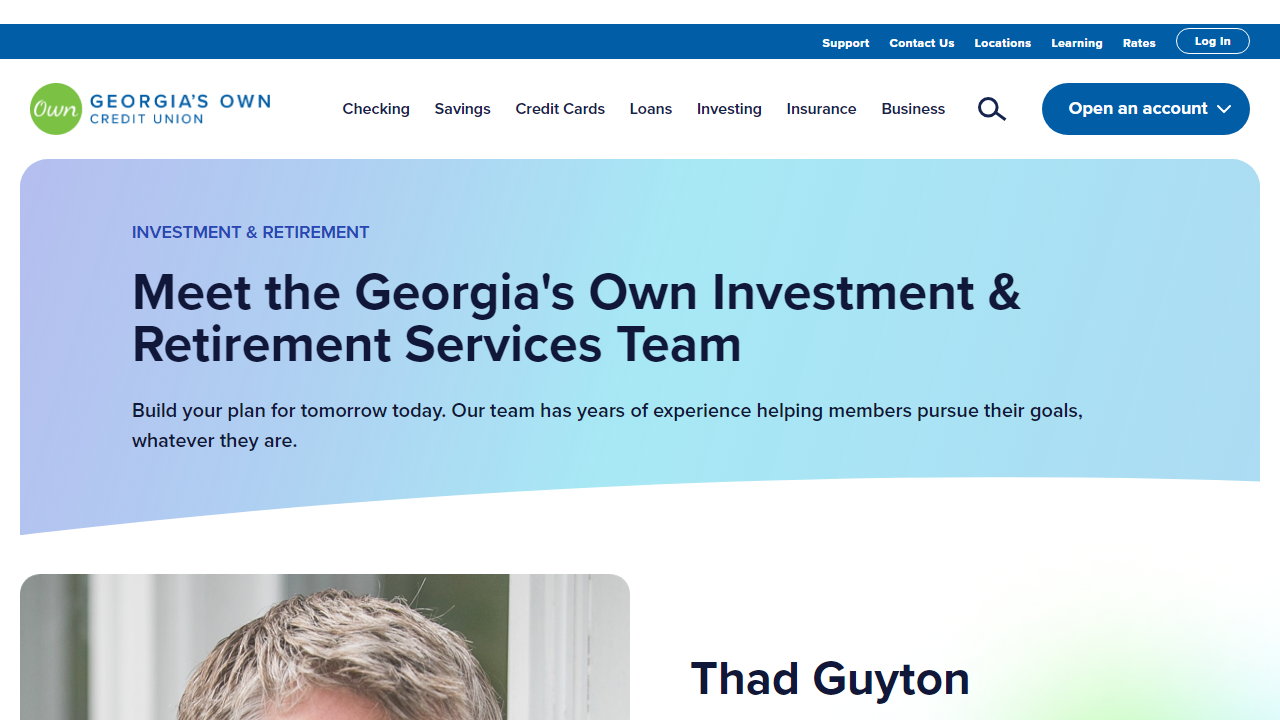 Support Contact Us Locations Learning Rates Log In
Own GEORGIA'S OWN
CREDIT UNION
Checking Savings Credit Cards Loans Investing Insurance Business Open an account
INVESTMENT & RETIREMENT
Meet the Georgia's Own Investment &
Retirement Services Team
Build your plan for tomorrow today. Our team has years of experience helping members pursue their goals,
whatever they are.
Thad Guyton